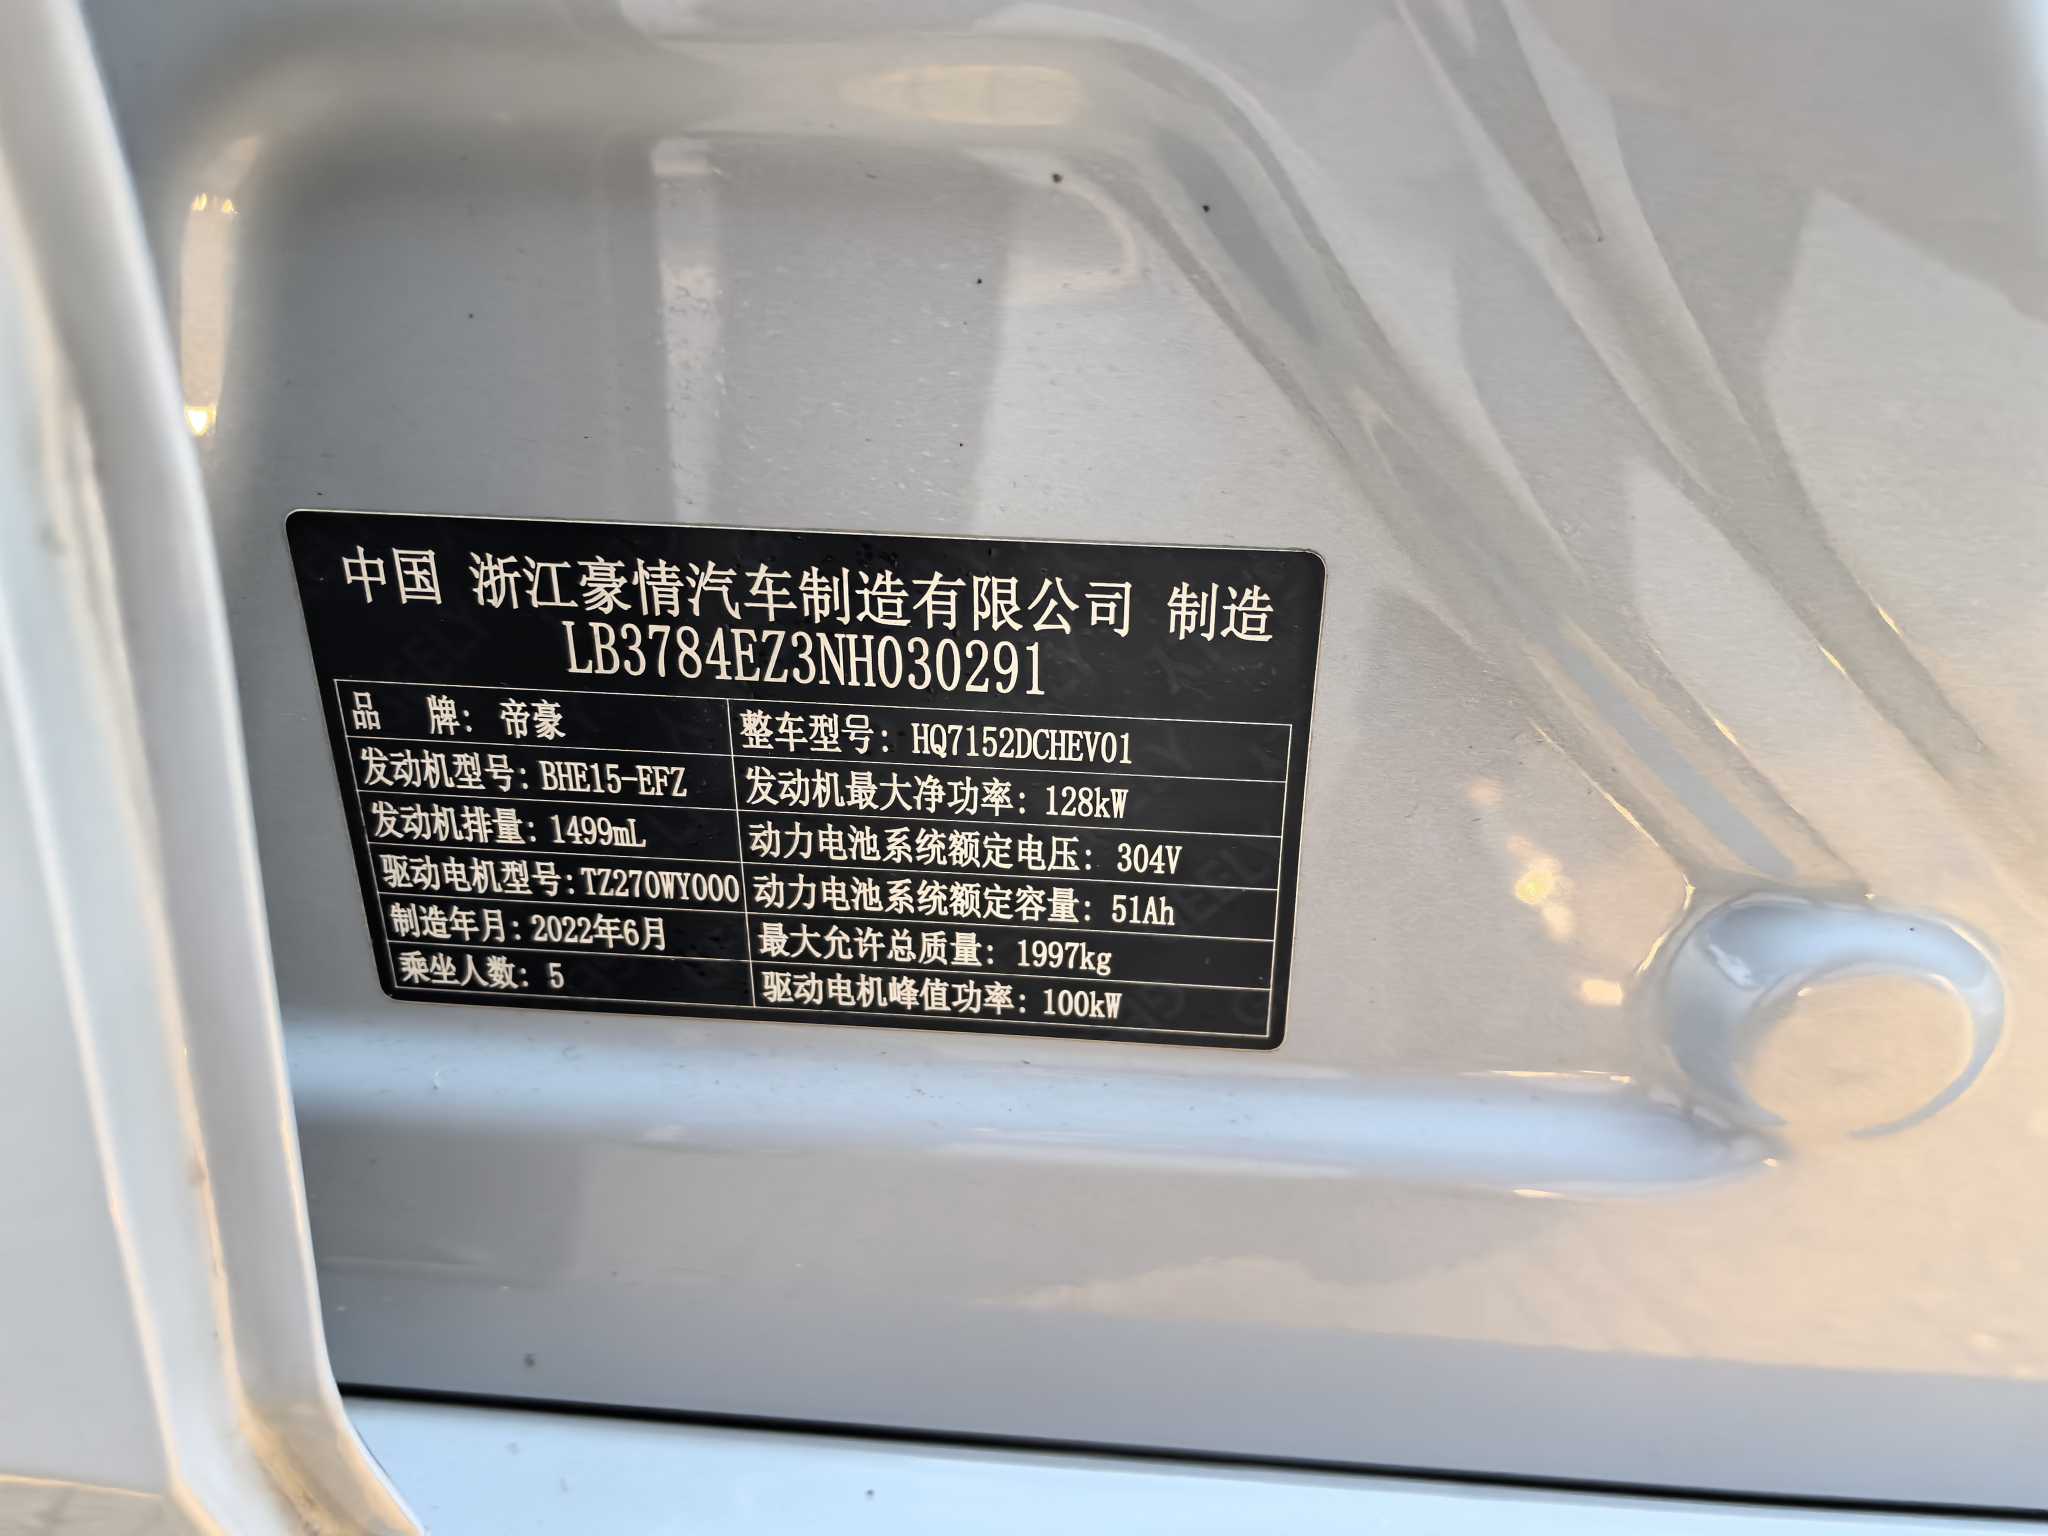 中国 浙江豪情汽车制造有限公司 制造
LB3784EZ3NH030291
品 牌：帝豪 整车型号：HQ7152DCHEV01
发动机型号：BHE15-EFZ 发动机最大净功率：128kW
发动机排量：1499mL 动力电池系统额定电压：304V
驱动电机型号：TZ270WY000 动力电池系统额定容量：51Ah
制造年月：2022年6月 最大允许总质量：1997kg
乘坐人数：5 驱动电机峰值功率：100kW